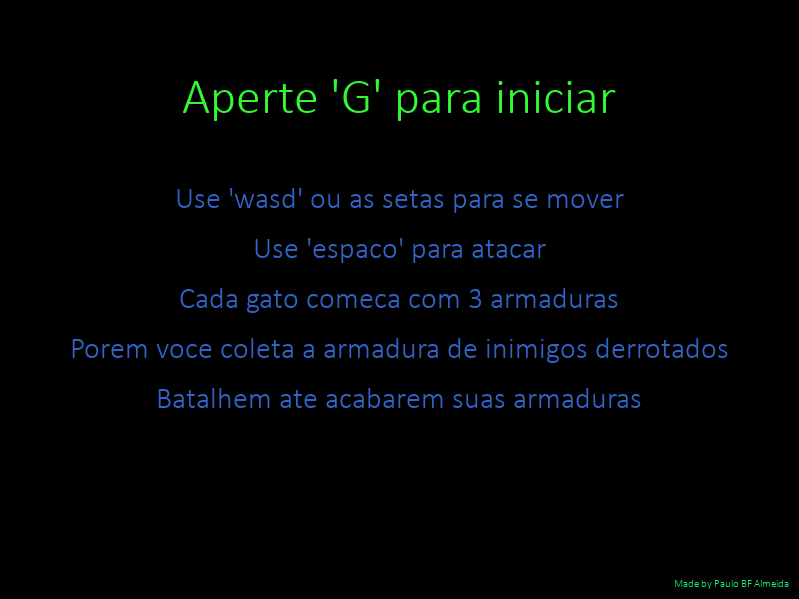 Aperte 'G' para iniciar
Use 'wasd' ou as setas para se mover
Use 'espaco' para atacar
Cada gato comeca com 3 armaduras
Porem voce coleta a armadura de inimigos derrotados
Batalhem ate acabarem suas armaduras
Made by Paulo BF Almeida